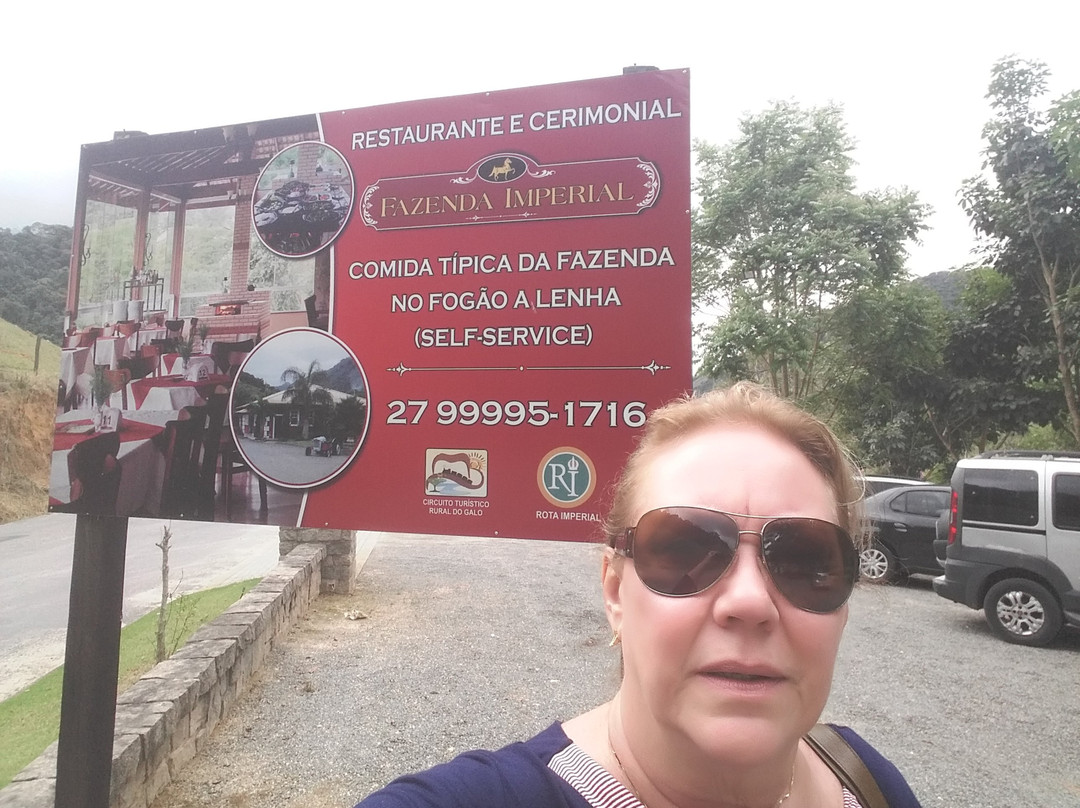 RESTAURANTE E CERIMONIAL
FAZENDA IMPERIAL
COMIDA TÍPICA DA FAZENDA
NO FOGÃO A LENHA
(SELF-SERVICE)
27 99995-1716
CIRCUITO TURÍSTICO
RURAL DO GALO
RI
ROTA IMPERIAL